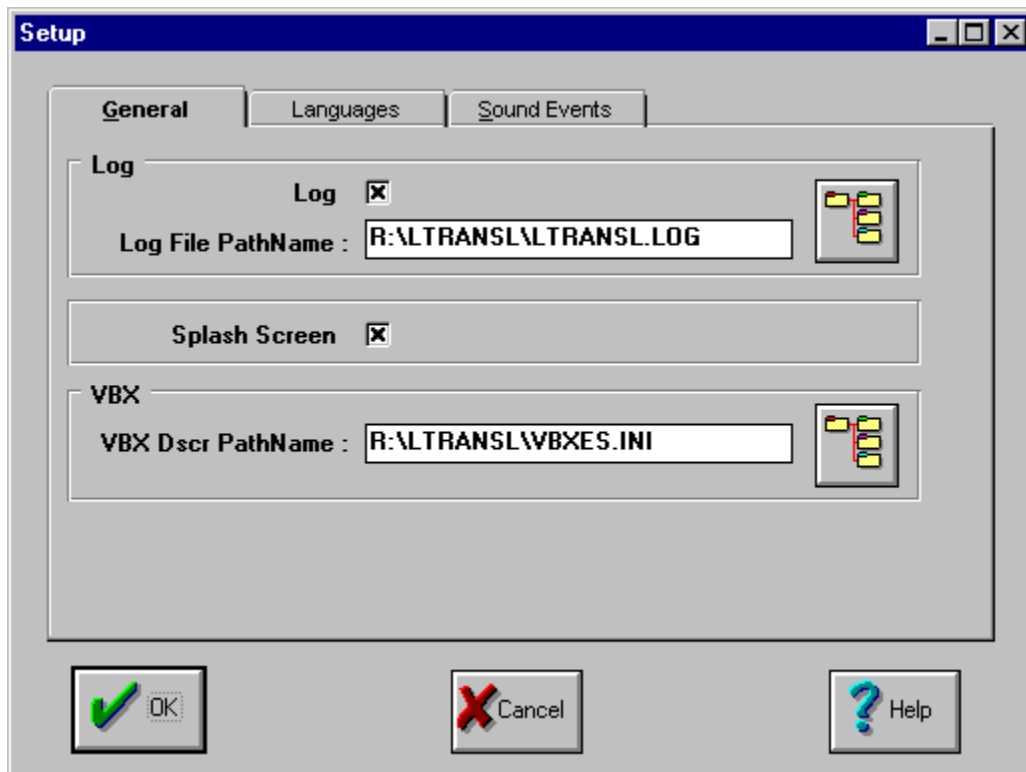 Setup
General Languages Sound Events
Log
Log
Log File PathName : R:\LTRANSL\LTRANSL.LOG
Splash Screen
VBX
VBX Dscr PathName : R:\LTRANSL\VBXES.INI
OK Cancel Help